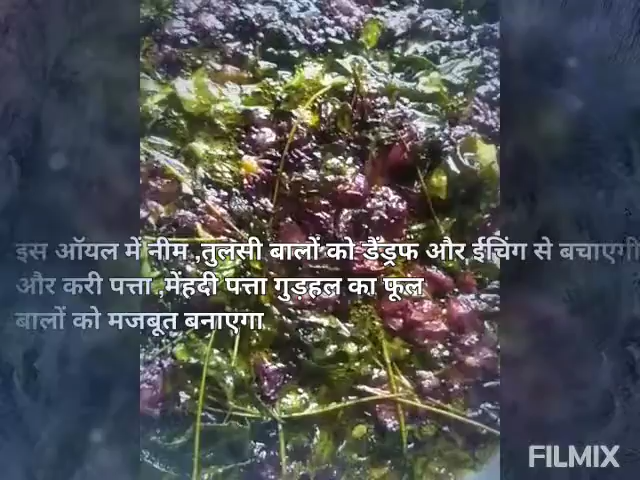 इस ऑयल में नीम ,तुलसी बालों को डैंड्रफ और ईचिंग से बचाएगी
और करी पत्ता ,मेंहदी पत्ता गुड़हल का फूल
बालों को मजबूत बनाएगा
FILMIX